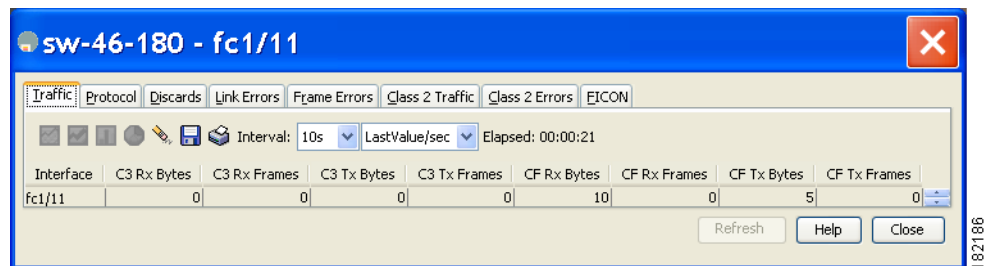 sw-46-180 - fc1/11
Traffic Protocol Discards Link Errors Frame Errors Class 2 Traffic Class 2 Errors FICON
Interval: 10s LastValue/sec Elapsed: 00:00:21
Interface C3 Rx Bytes C3 Rx Frames C3 Tx Bytes C3 Tx Frames CF Rx Bytes CF Rx Frames CF Tx Bytes CF Tx Frames
fc1/11 0 0 0 0 10 0 5 0
Refresh Help Close
182186